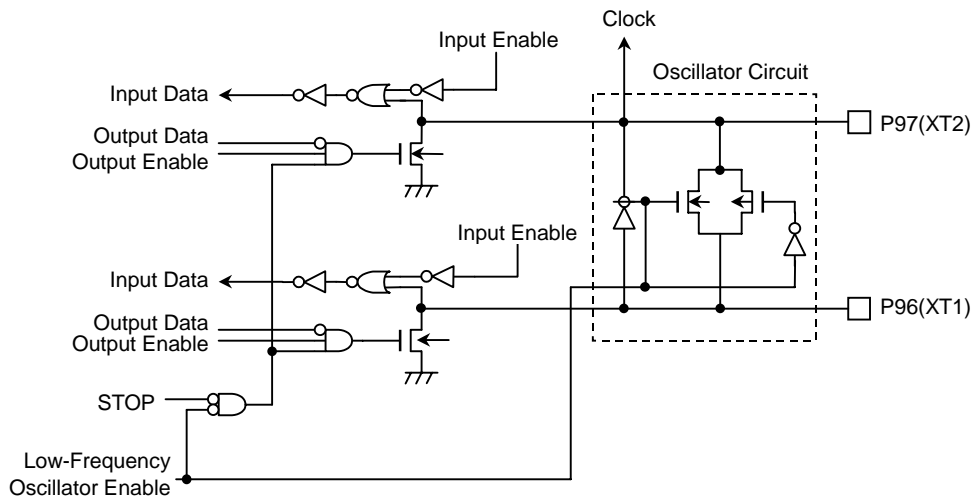 Clock
Input Enable
Oscillator Circuit
Input Data
P97(XT2)
Output Data
Output Enable
Input Enable
Input Data
P96(XT1)
Output Data
Output Enable
STOP
Low-Frequency
Oscillator Enable